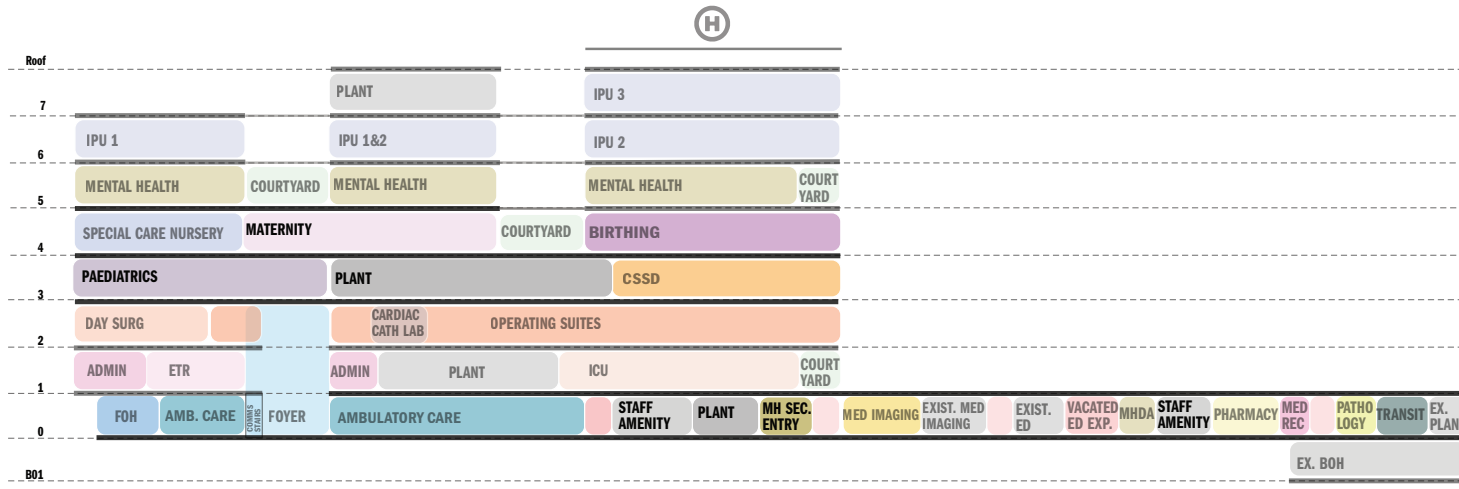 H
Roof
PLANT
IPU 3
7
IPU 1
IPU 1&2
IPU 2
6
MENTAL HEALTH
COURTYARD
MENTAL HEALTH
MENTAL HEALTH
COURT
YARD
5
SPECIAL CARE NURSERY
MATERNITY
COURTYARD
BIRTHING
4
PAEDIATRICS
PLANT
CSSD
3
DAY SURG
CARDIAC
CATH LAB
OPERATING SUITES
2
ADMIN
ETR
ADMIN
PLANT
ICU
COURT
YARD
1
FOH
AMB. CARE
COMMS
STAIRS
FOYER
AMBULATORY CARE
STAFF
AMENITY
PLANT
MH SEC.
ENTRY
MED IMAGING
EXIST. MED
IMAGING
EXIST.
ED
VACATED
ED EXP.
MHDA
STAFF
AMENITY
PHARMACY
MED
REC
PATHO
LOGY
TRANSIT
EX.
PLAN
0
EX. BOH
B01